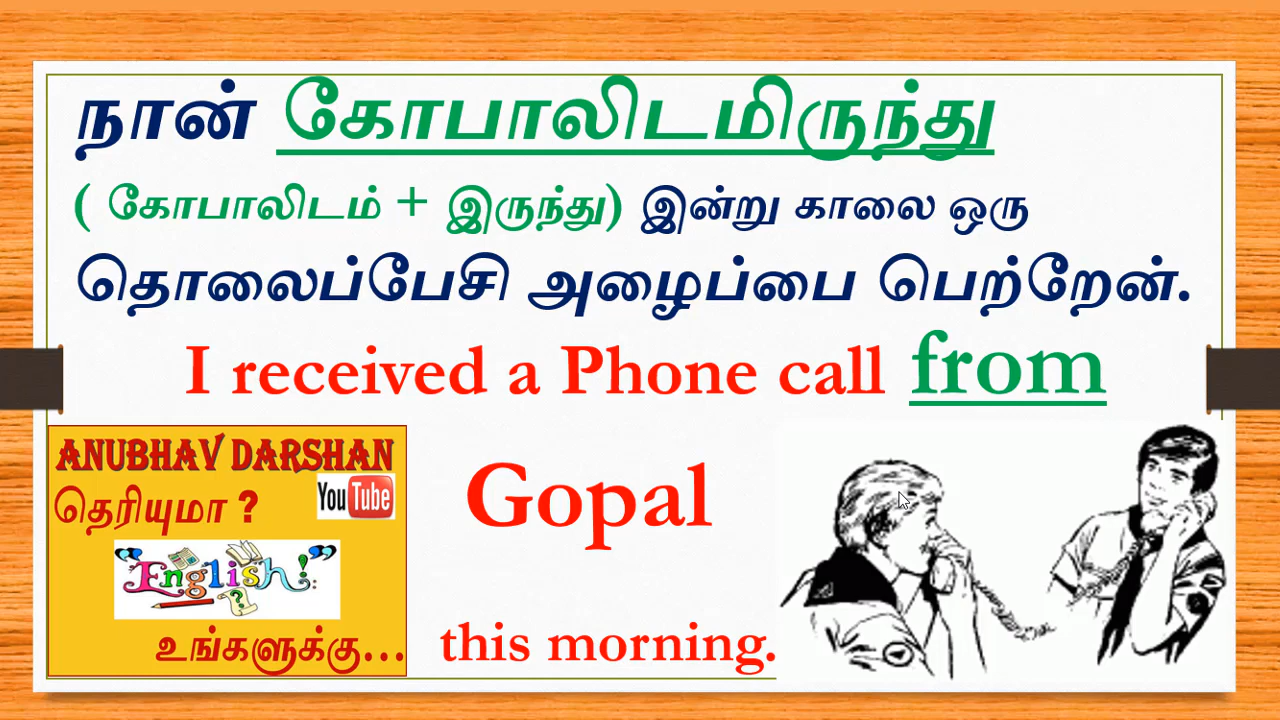 நான் கோபாலிடமிருந்து
( கோபாலிடம் + இருந்து) இன்று காலை ஒரு
தொலைப்பேசி அழைப்பை பெற்றேன்.
I received a Phone call from
Gopal
this morning.
ANUBHAV DARSHAN
தெரியுமா ?
YouTube
"English!"
உங்களுக்கு...